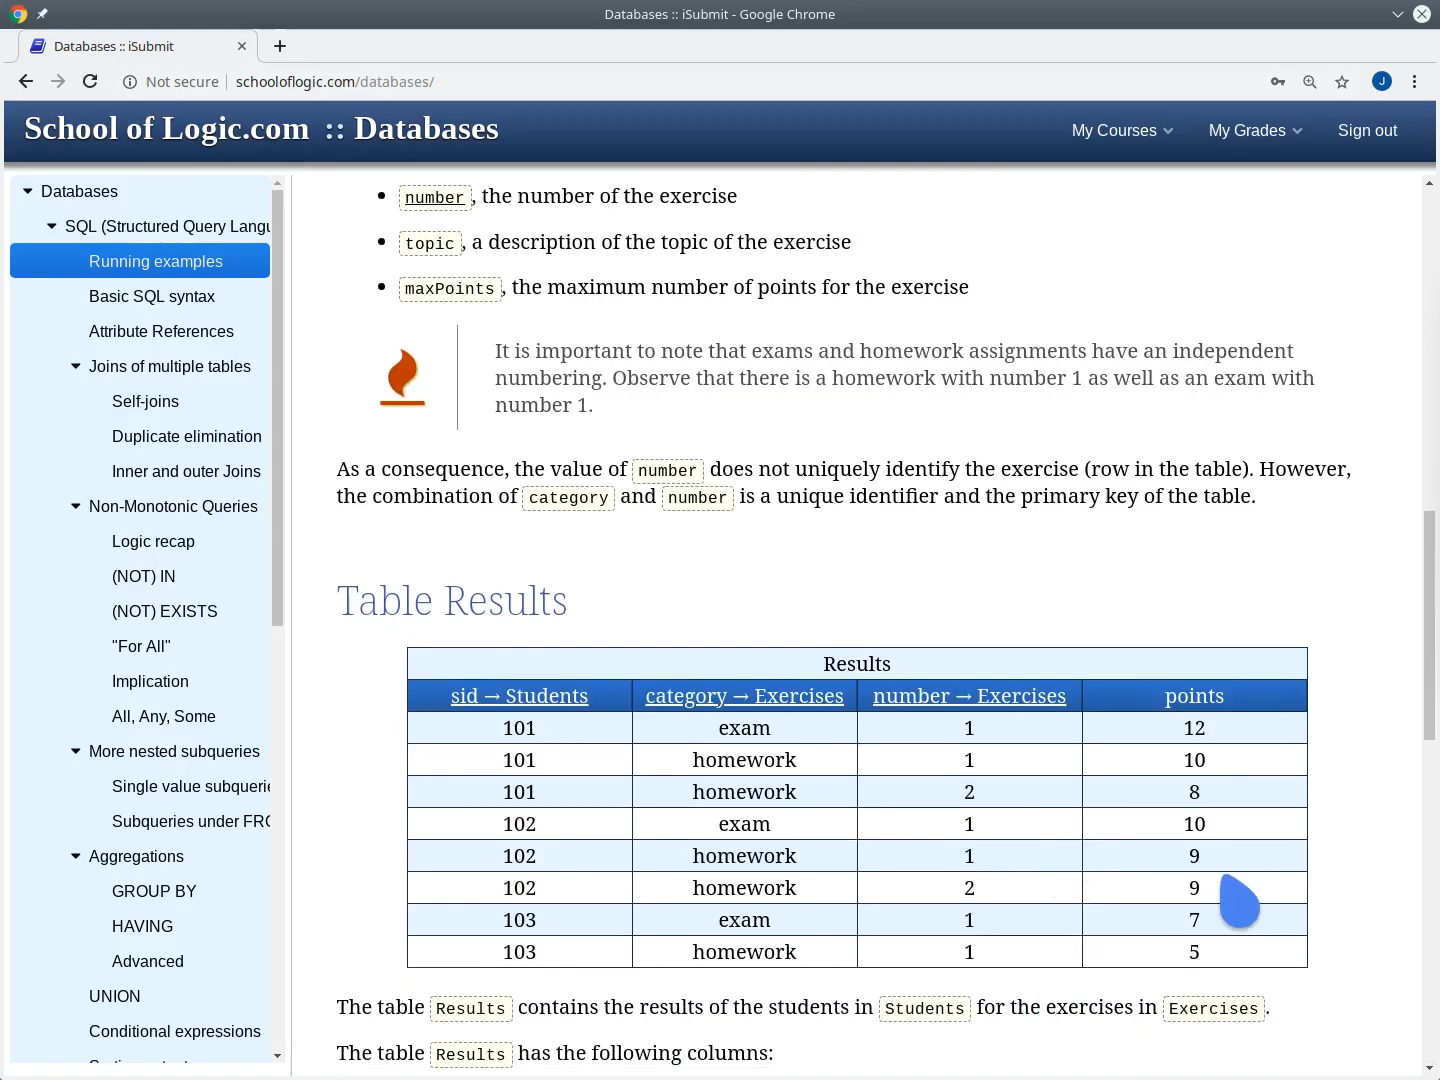 Databases :: iSubmit - Google Chrome
Databases :: iSubmit
Not secure schooloflogic.com/databases/
J
School of Logic.com :: Databases
My Courses My Grades Sign out
Databases
SQL (Structured Query Langu
Running examples
Basic SQL syntax
Attribute References
Joins of multiple tables
Self-joins
Duplicate elimination
Inner and outer Joins
Non-Monotonic Queries
Logic recap
(NOT) IN
(NOT) EXISTS
"For All"
Implication
All, Any, Some
More nested subqueries
Single value subquerie
Subqueries under FRO
Aggregations
GROUP BY
HAVING
Advanced
UNION
Conditional expressions
• number, the number of the exercise
• topic, a description of the topic of the exercise
• maxPoints, the maximum number of points for the exercise
It is important to note that exams and homework assignments have an independent
numbering. Observe that there is a homework with number 1 as well as an exam with
number 1.
As a consequence, the value of number does not uniquely identify the exercise (row in the table). However,
the combination of category and number is a unique identifier and the primary key of the table.
Table Results
Results
sid → Students category → Exercises number → Exercises points
101 exam 1 12
101 homework 1 10
101 homework 2 8
102 exam 1 10
102 homework 1 9
102 homework 2 9
103 exam 1 7
103 homework 1 5
The table Results contains the results of the students in Students for the exercises in Exercises.
The table Results has the following columns: